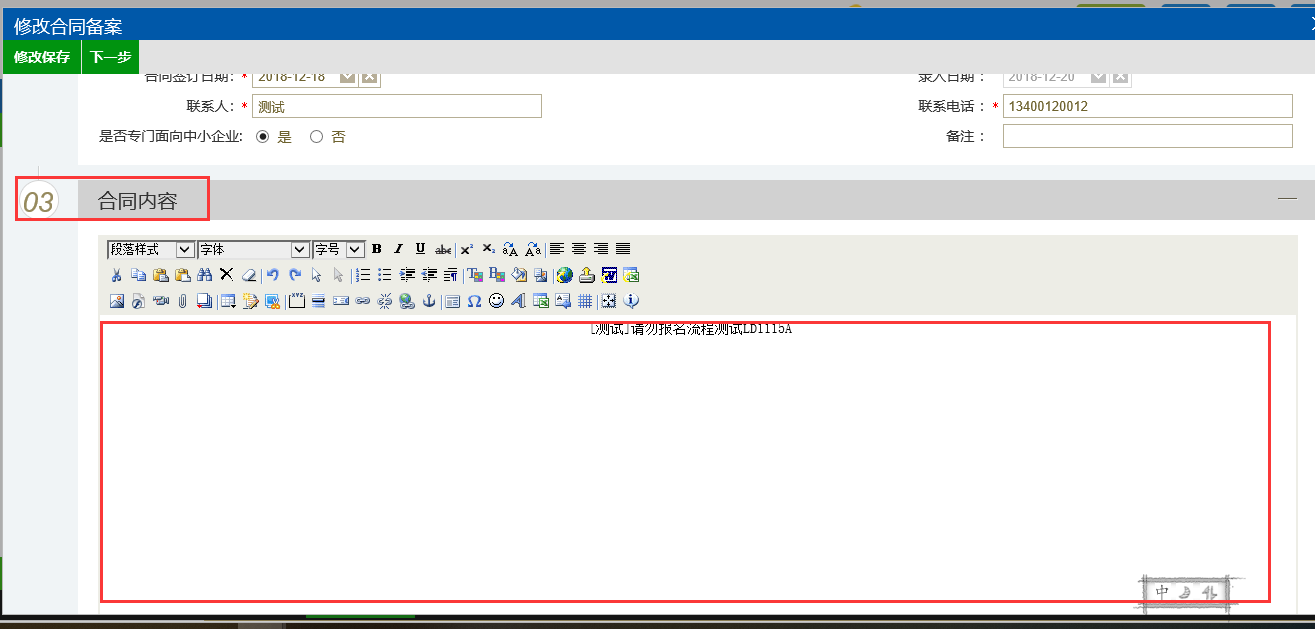 修改合同备案
修改保存 下一步
合同签订日期: * 2018-12-18 录入日期: 2018-12-20
联系人: * 测试 联系电话: * 13400120012
是否专门面向中小企业: 是 否 备注:
03 合同内容
段落样式 字体 字号 B I U abc
[测试]请勿报名流程测试LD1115A
中